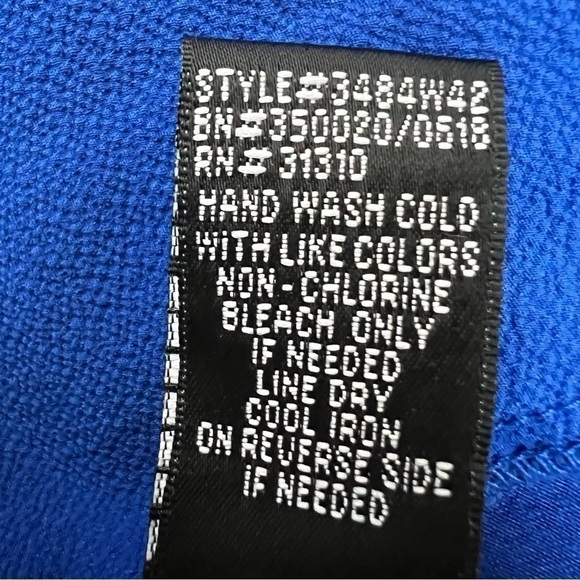 STYLE# 3484W42
BN# 350020/0518
RN# 31310
HAND WASH COLD
WITH LIKE COLORS
NON-CHLORINE
BLEACH ONLY
IF NEEDED
LINE DRY
COOL IRON
ON REVERSE SIDE
IF NEEDED